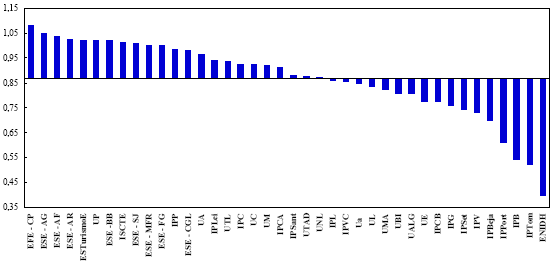 1,15
1,05
0,95
0,85
0,75
0,65
0,55
0,45
0,35
EFE - CP
ESE - AG
ESE - AF
ESE - AR
ESTurismoE
UP
ESE -BB
ISCTE
ESE - SJ
ESE - MFR
ESE - FG
IPP
ESE - CGL
UA
IPLei
UTL
IPC
UC
UM
IPCA
IPSant
UTAD
UNL
IPL
IPVC
Ua
UL
UMA
UBI
UALG
UE
IPCB
IPG
IPSet
IPV
IPBeja
IPPort
IPB
IPTom
ENIDH